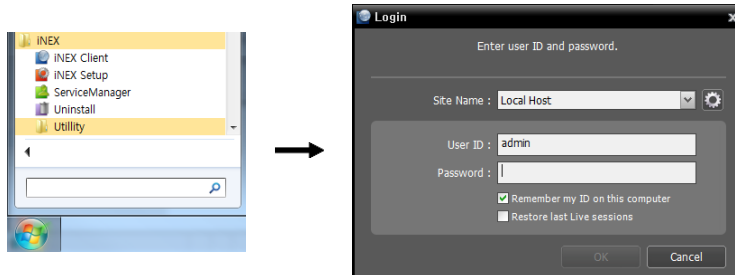 iNEX
iNEX Client
iNEX Setup
ServiceManager
Uninstall
Utillity
Login
Enter user ID and password.
Site Name : Local Host
User ID : admin
Password :
Remember my ID on this computer
Restore last Live sessions
OK Cancel